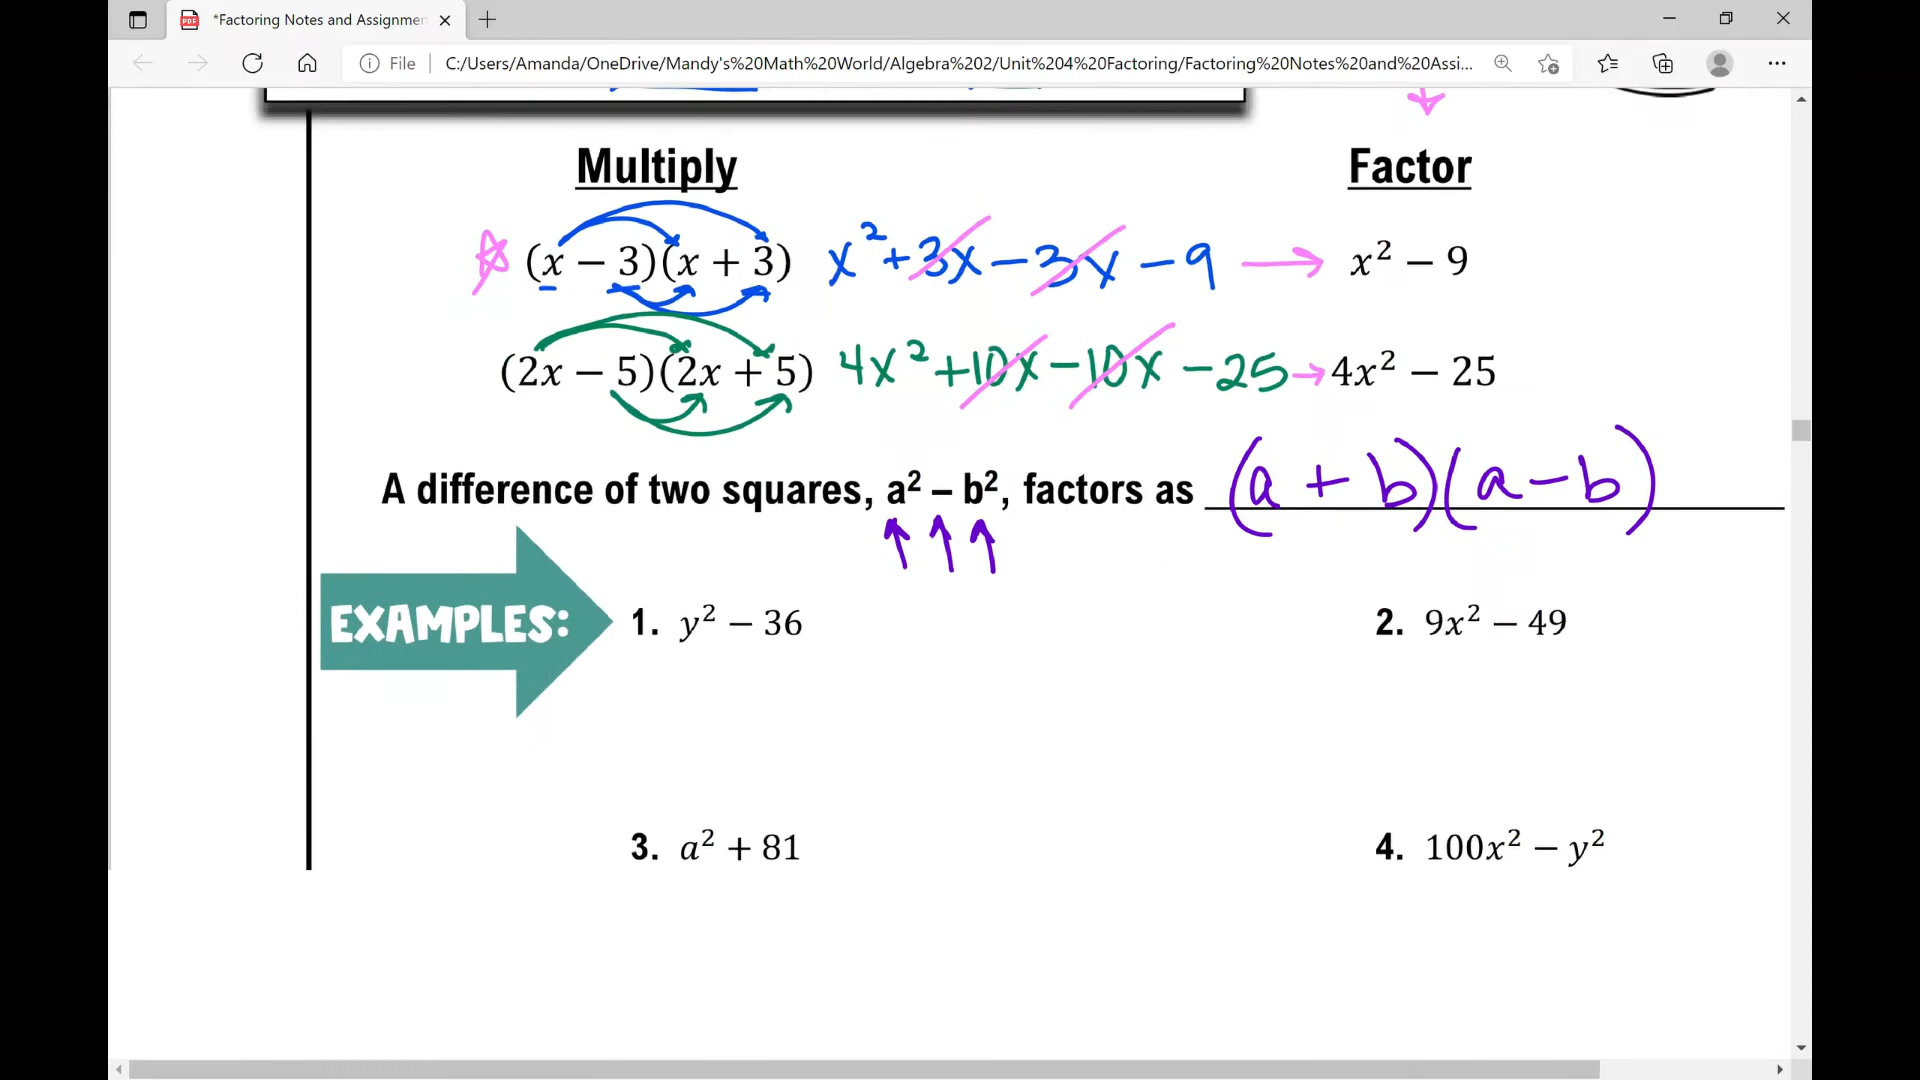 *Factoring Notes and Assignmen
File C:/Users/Amanda/OneDrive/Mandy's%20Math%20World/Algebra%202/Unit%204%20Factoring/Factoring%20Notes%20and%20Assi...
Multiply Factor
(x − 3)(x + 3) x² + 3x − 3x − 9 → x² − 9
(2x − 5)(2x + 5) 4x² + 10x − 10x − 25 → 4x² − 25
A difference of two squares, a² – b², factors as (a + b)(a − b)
EXAMPLES: 1. y² − 36 2. 9x² − 49
3. a² + 81 4. 100x² − y²